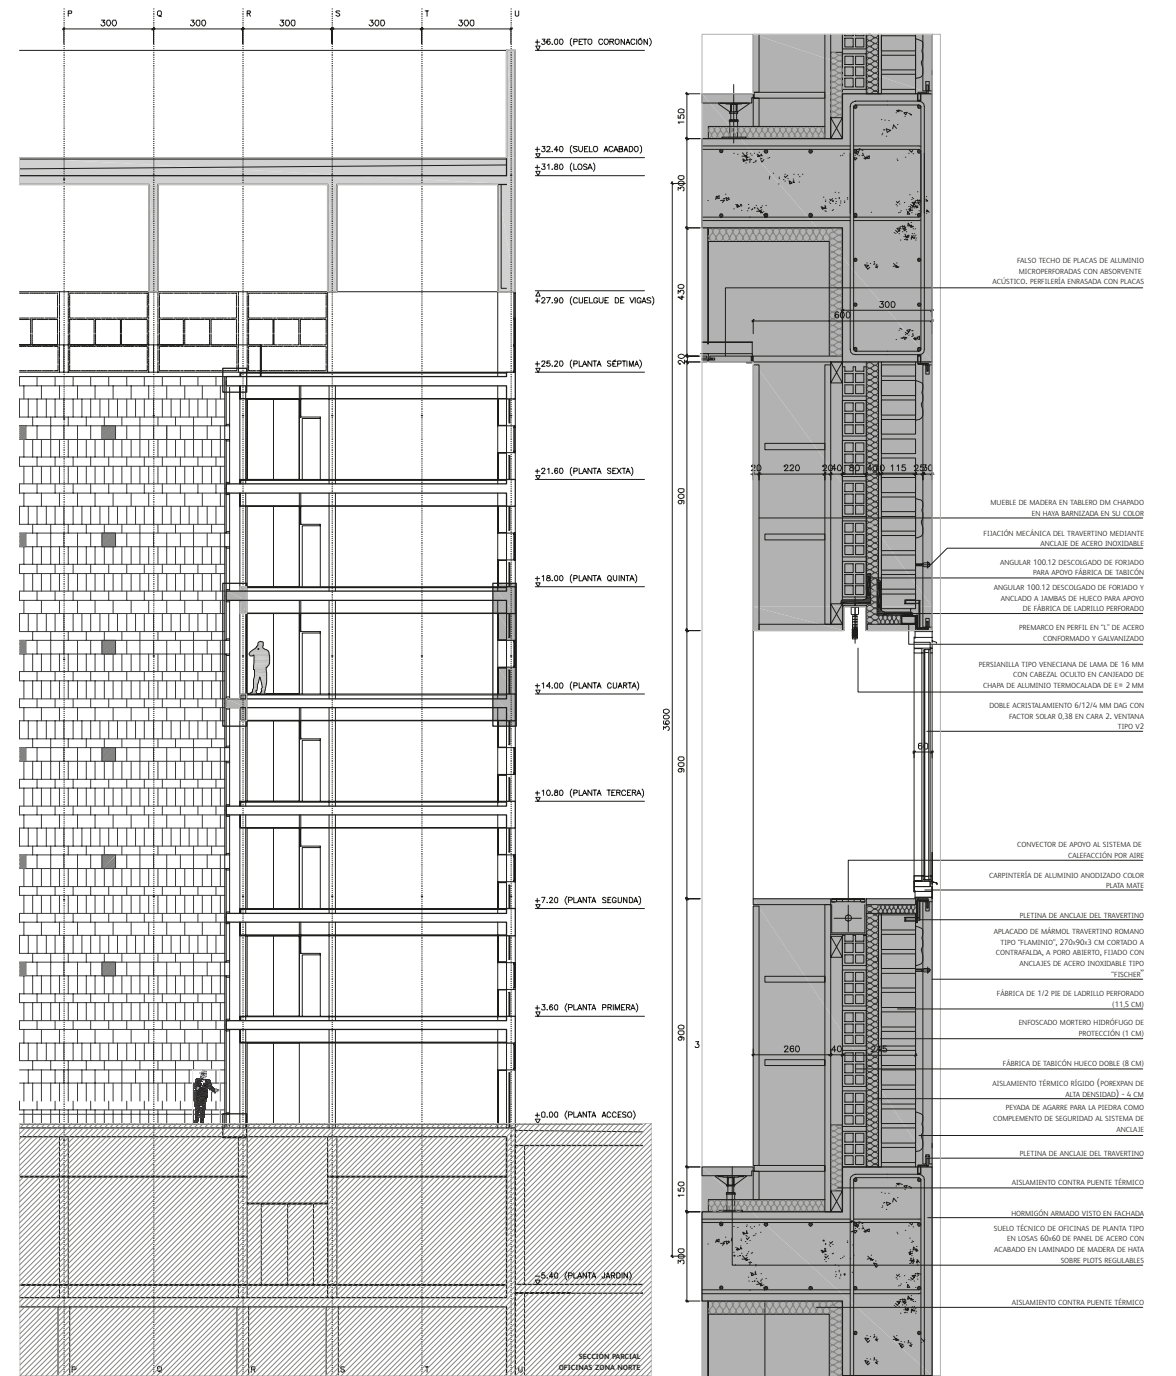 P Q R S T U
300 300 300 300 300
+36.00 (PETO CORONACIÓN)
+32.40 (SUELO ACABADO)
+31.80 (LOSA)
+27.90 (CUELGUE DE VIGAS)
+25.20 (PLANTA SÉPTIMA)
+21.60 (PLANTA SEXTA)
+18.00 (PLANTA QUINTA)
+14.00 (PLANTA CUARTA)
+10.80 (PLANTA TERCERA)
+7.20 (PLANTA SEGUNDA)
+3.60 (PLANTA PRIMERA)
+0.00 (PLANTA ACCESO)
-5.40 (PLANTA JARDIN)
SECCIÓN PARCIAL
OFICINAS ZONA NORTE
P Q R S T U
150
300
430
20
900
3600
900
900
3
150
300
300
600
20 220 20 40 80 40 115 25 30
60
260 40 245
FALSO TECHO DE PLACAS DE ALUMINIO
MICROPERFORADAS CON ABSORVENTE
ACÚSTICO. PERFILERÍA ENRASADA CON PLACAS
MUEBLE DE MADERA EN TABLERO DM CHAPADO
EN HAYA BARNIZADA EN SU COLOR
FIJACIÓN MECÁNICA DEL TRAVERTINO MEDIANTE
ANCLAJE DE ACERO INOXIDABLE
ANGULAR 100.12 DESCOLGADO DE FORJADO
PARA APOYO FÁBRICA DE TABICÓN
ANGULAR 100.12 DESCOLGADO DE FORJADO Y
ANCLADO A JAMBAS DE HUECO PARA APOYO
DE FÁBRICA DE LADRILLO PERFORADO
PREMARCO EN PERFIL EN "L" DE ACERO
CONFORMADO Y GALVANIZADO
PERSIANILLA TIPO VENECIANA DE LAMA DE 16 MM
CON CABEZAL OCULTO EN CANJEADO DE
CHAPA DE ALUMINIO TERMOCALADA DE E= 2 MM
DOBLE ACRISTALAMIENTO 6/12/4 MM DAG CON
FACTOR SOLAR 0,38 EN CARA 2. VENTANA
TIPO V2
CONVECTOR DE APOYO AL SISTEMA DE
CALEFACCIÓN POR AIRE
CARPINTERÍA DE ALUMINIO ANODIZADO COLOR
PLATA MATE
PLETINA DE ANCLAJE DEL TRAVERTINO
APLACADO DE MÁRMOL TRAVERTINO ROMANO
TIPO "FLAMINIO", 270x90x3 CM CORTADO A
CONTRAFALDA, A PORO ABIERTO, FIJADO CON
ANCLAJES DE ACERO INOXIDABLE TIPO
"FISCHER"
FÁBRICA DE 1/2 PIE DE LADRILLO PERFORADO
(11,5 CM)
ENFOSCADO MORTERO HIDRÓFUGO DE
PROTECCIÓN (1 CM)
FÁBRICA DE TABICÓN HUECO DOBLE (8 CM)
AISLAMIENTO TÉRMICO RÍGIDO (POREXPAN DE
ALTA DENSIDAD) - 4 CM
PEYADA DE AGARRE PARA LA PIEDRA COMO
COMPLEMENTO DE SEGURIDAD AL SISTEMA DE
ANCLAJE
PLETINA DE ANCLAJE DEL TRAVERTINO
AISLAMIENTO CONTRA PUENTE TÉRMICO
HORMIGÓN ARMADO VISTO EN FACHADA
SUELO TÉCNICO DE OFICINAS DE PLANTA TIPO
EN LOSAS 60x60 DE PANEL DE ACERO CON
ACABADO EN LAMINADO DE MADERA DE HATA
SOBRE PLOTS REGULABLES
AISLAMIENTO CONTRA PUENTE TÉRMICO